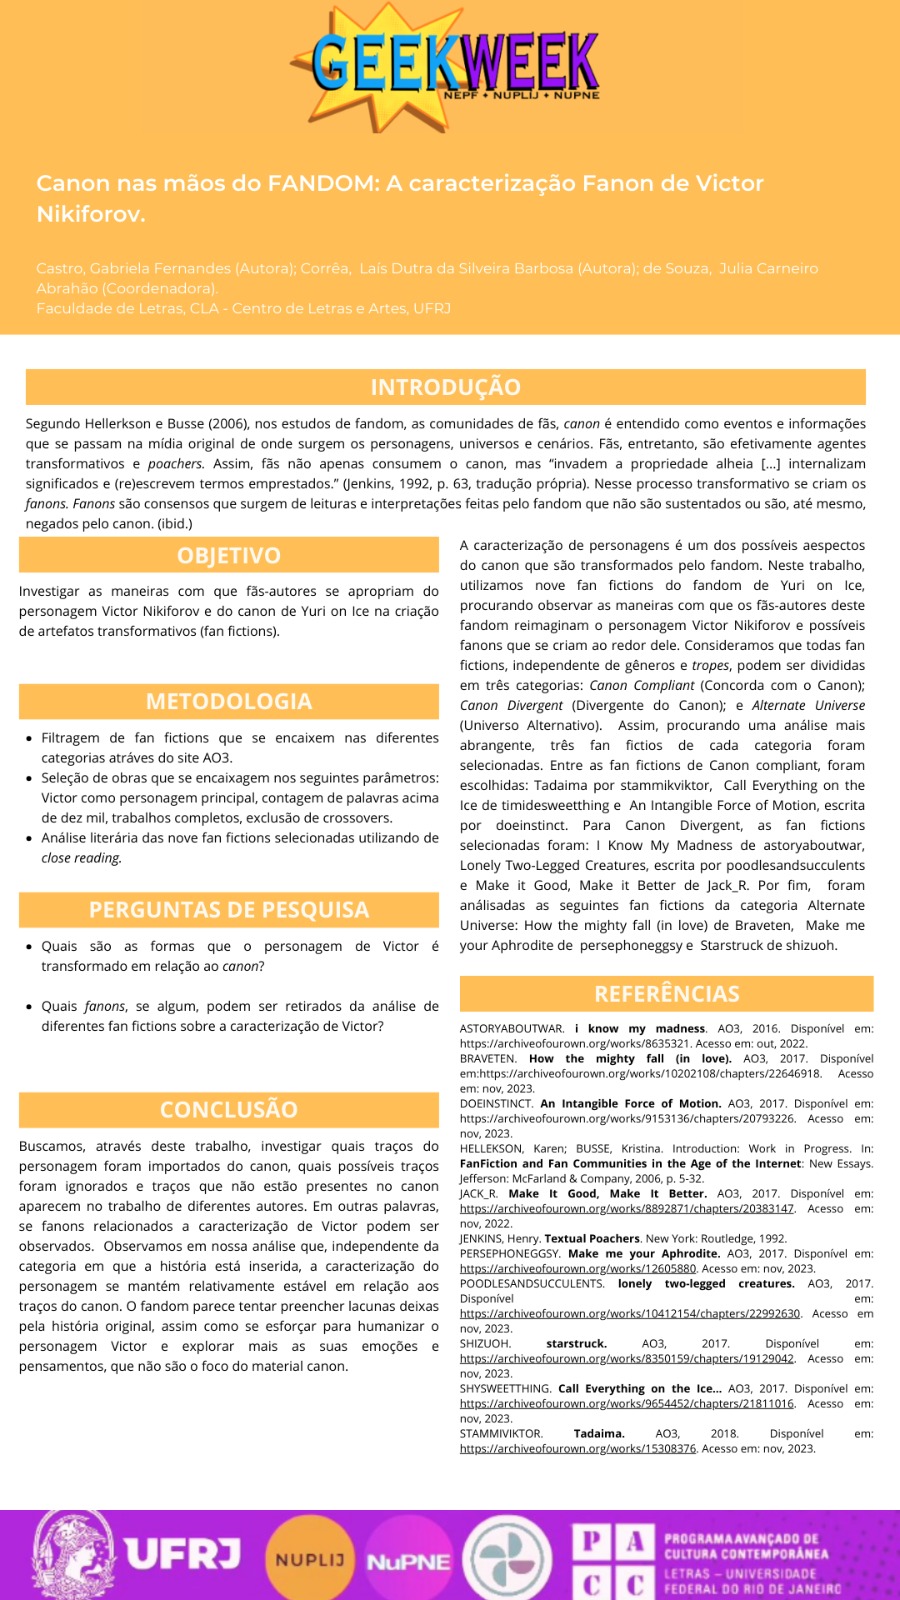 GEEKWEEK
NEPF • NUPLIJ • NUPNE
Canon nas mãos do FANDOM: A caracterização Fanon de Victor
Nikiforov.
Castro, Gabriela Fernandes (Autora); Corrêa, Laís Dutra da Silveira Barbosa (Autora); de Souza, Julia Carneiro
Abrahão (Coordenadora).
Faculdade de Letras, CLA - Centro de Letras e Artes, UFRJ
INTRODUÇÃO
Segundo Hellerkson e Busse (2006), nos estudos de fandom, as comunidades de fãs, canon é entendido como eventos e informações
que se passam na mídia original de onde surgem os personagens, universos e cenários. Fãs, entretanto, são efetivamente agentes
transformativos e poachers. Assim, fãs não apenas consumem o canon, mas “invadem a propriedade alheia [...] internalizam
significados e (re)escrevem termos emprestados.” (Jenkins, 1992, p. 63, tradução própria). Nesse processo transformativo se criam os
fanons. Fanons são consensos que surgem de leituras e interpretações feitas pelo fandom que não são sustentados ou são, até mesmo,
negados pelo canon. (ibid.)
OBJETIVO
Investigar as maneiras com que fãs-autores se apropriam do
personagem Victor Nikiforov e do canon de Yuri on Ice na criação
de artefatos transformativos (fan fictions).
METODOLOGIA
• Filtragem de fan fictions que se encaixem nas diferentes
categorias atráves do site AO3.
• Seleção de obras que se encaixagem nos seguintes parâmetros:
Victor como personagem principal, contagem de palavras acima
de dez mil, trabalhos completos, exclusão de crossovers.
• Análise literária das nove fan fictions selecionadas utilizando de
close reading.
PERGUNTAS DE PESQUISA
• Quais são as formas que o personagem de Victor é
transformado em relação ao canon?
• Quais fanons, se algum, podem ser retirados da análise de
diferentes fan fictions sobre a caracterização de Victor?
CONCLUSÃO
Buscamos, através deste trabalho, investigar quais traços do
personagem foram importados do canon, quais possíveis traços
foram ignorados e traços que não estão presentes no canon
aparecem no trabalho de diferentes autores. Em outras palavras,
se fanons relacionados a caracterização de Victor podem ser
observados. Observamos em nossa análise que, independente da
categoria em que a história está inserida, a caracterização do
personagem se mantém relativamente estável em relação aos
traços do canon. O fandom parece tentar preencher lacunas deixas
pela história original, assim como se esforçar para humanizar o
personagem Victor e explorar mais as suas emoções e
pensamentos, que não são o foco do material canon.
A caracterização de personagens é um dos possíveis aespectos
do canon que são transformados pelo fandom. Neste trabalho,
utilizamos nove fan fictions do fandom de Yuri on Ice,
procurando observar as maneiras com que os fãs-autores deste
fandom reimaginam o personagem Victor Nikiforov e possíveis
fanons que se criam ao redor dele. Consideramos que todas fan
fictions, independente de gêneros e tropes, podem ser divididas
em três categorias: Canon Compliant (Concorda com o Canon);
Canon Divergent (Divergente do Canon); e Alternate Universe
(Universo Alternativo). Assim, procurando uma análise mais
abrangente, três fan fictios de cada categoria foram
selecionadas. Entre as fan fictions de Canon compliant, foram
escolhidas: Tadaima por stammikviktor, Call Everything on the
Ice de timidesweetthing e An Intangible Force of Motion, escrita
por doeinstinct. Para Canon Divergent, as fan fictions
selecionadas foram: I Know My Madness de astoryaboutwar,
Lonely Two-Legged Creatures, escrita por poodlesandsucculents
e Make it Good, Make it Better de Jack_R. Por fim, foram
análisadas as seguintes fan fictions da categoria Alternate
Universe: How the mighty fall (in love) de Braveten, Make me
your Aphrodite de persephoneggsy e Starstruck de shizuoh.
REFERÊNCIAS
ASTORYABOUTWAR. i know my madness. AO3, 2016. Disponível em:
https://archiveofourown.org/works/8635321. Acesso em: out, 2022.
BRAVETEN. How the mighty fall (in love). AO3, 2017. Disponível
em:https://archiveofourown.org/works/10202108/chapters/22646918. Acesso
em: nov, 2023.
DOEINSTINCT. An Intangible Force of Motion. AO3, 2017. Disponível em:
https://archiveofourown.org/works/9153136/chapters/20793226. Acesso em:
nov, 2023.
HELLEKSON, Karen; BUSSE, Kristina. Introduction: Work in Progress. In:
FanFiction and Fan Communities in the Age of the Internet: New Essays.
Jefferson: McFarland & Company, 2006, p. 5-32.
JACK_R. Make It Good, Make It Better. AO3, 2017. Disponível em:
https://archiveofourown.org/works/8892871/chapters/20383147. Acesso em:
nov, 2022.
JENKINS, Henry. Textual Poachers. New York: Routledge, 1992.
PERSEPHONEGGSY. Make me your Aphrodite. AO3, 2017. Disponível em:
https://archiveofourown.org/works/12605880. Acesso em: nov, 2023.
POODLESANDSUCCULENTS. lonely two-legged creatures. AO3, 2017.
Disponível em:
https://archiveofourown.org/works/10412154/chapters/22992630. Acesso em
nov, 2023.
SHIZUOH. starstruck. AO3, 2017. Disponível em:
https://archiveofourown.org/works/8350159/chapters/19129042. Acesso em:
nov, 2023.
SHYSWEETTHING. Call Everything on the Ice... AO3, 2017. Disponível em:
https://archiveofourown.org/works/9654452/chapters/21811016. Acesso em:
nov, 2023.
STAMMIVIKTOR. Tadaima. AO3, 2018. Disponível em:
https://archiveofourown.org/works/15308376. Acesso em: nov, 2023.
UFRJ
NUPLIJ
NuPNE
PACC
PROGRAMA AVANÇADO DE
CULTURA CONTEMPORÂNEA
LETRAS – UNIVERSIDADE
FEDERAL DO RIO DE JANEIRO